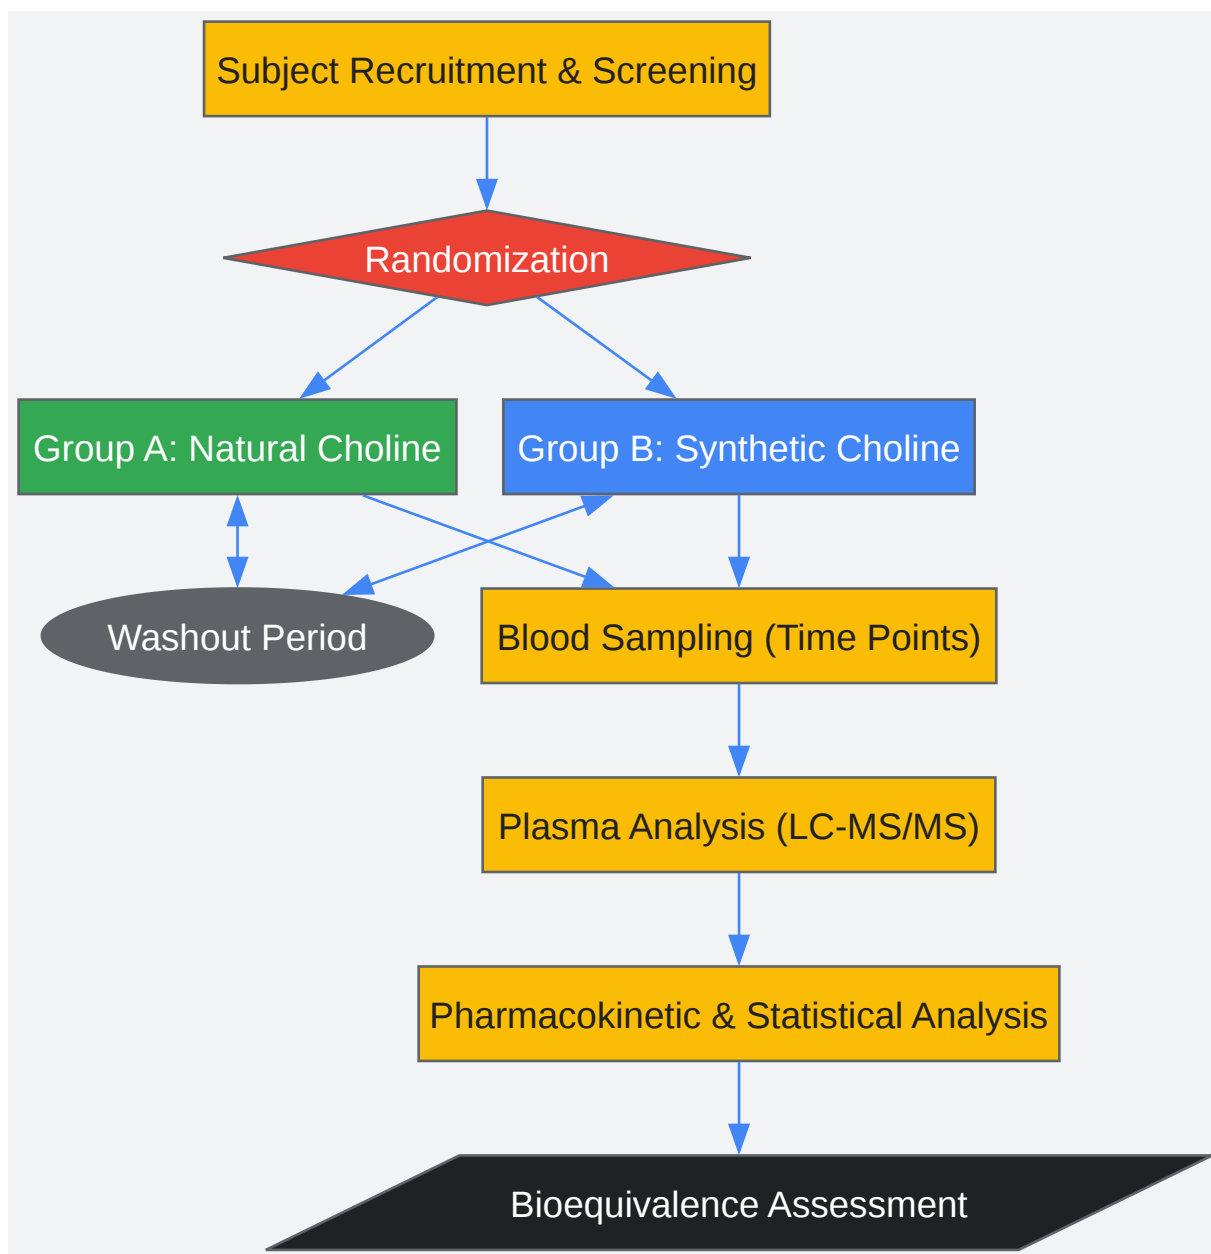 Subject Recruitment & Screening
Randomization
Group A: Natural Choline
Group B: Synthetic Choline
Washout Period
Blood Sampling (Time Points)
Plasma Analysis (LC-MS/MS)
Pharmacokinetic & Statistical Analysis
Bioequivalence Assessment